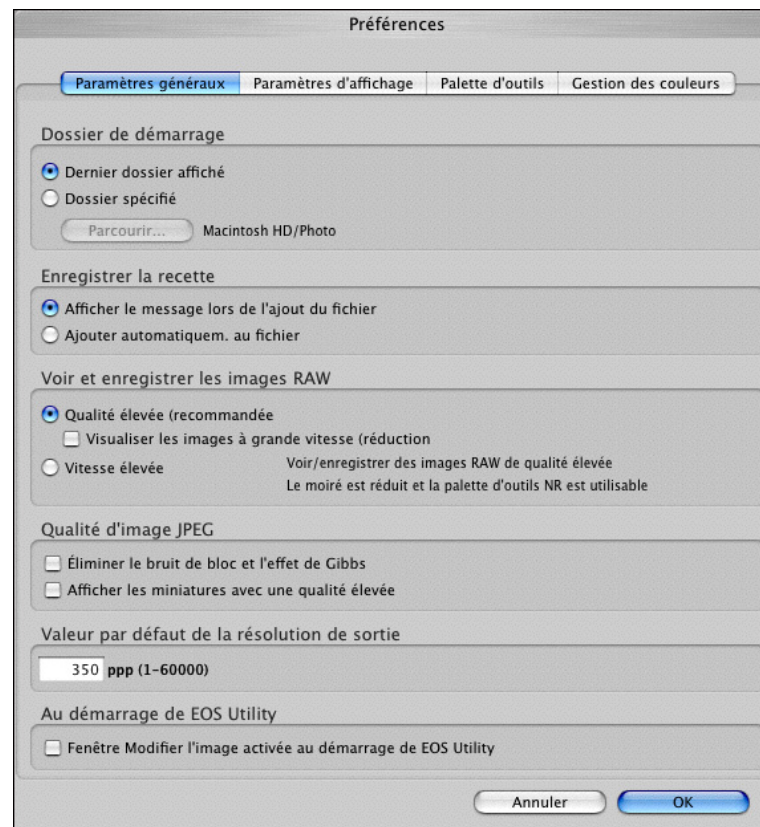 Préférences
Paramètres généraux Paramètres d'affichage Palette d'outils Gestion des couleurs
Dossier de démarrage
Dernier dossier affiché
Dossier spécifié
Parcourir... Macintosh HD/Photo
Enregistrer la recette
Afficher le message lors de l'ajout du fichier
Ajouter automatiquem. au fichier
Voir et enregistrer les images RAW
Qualité élevée (recommandée
Visualiser les images à grande vitesse (réduction
Vitesse élevée Voir/enregistrer des images RAW de qualité élevée
Le moiré est réduit et la palette d'outils NR est utilisable
Qualité d'image JPEG
Éliminer le bruit de bloc et l'effet de Gibbs
Afficher les miniatures avec une qualité élevée
Valeur par défaut de la résolution de sortie
350 ppp (1-60000)
Au démarrage de EOS Utility
Fenêtre Modifier l'image activée au démarrage de EOS Utility
Annuler OK